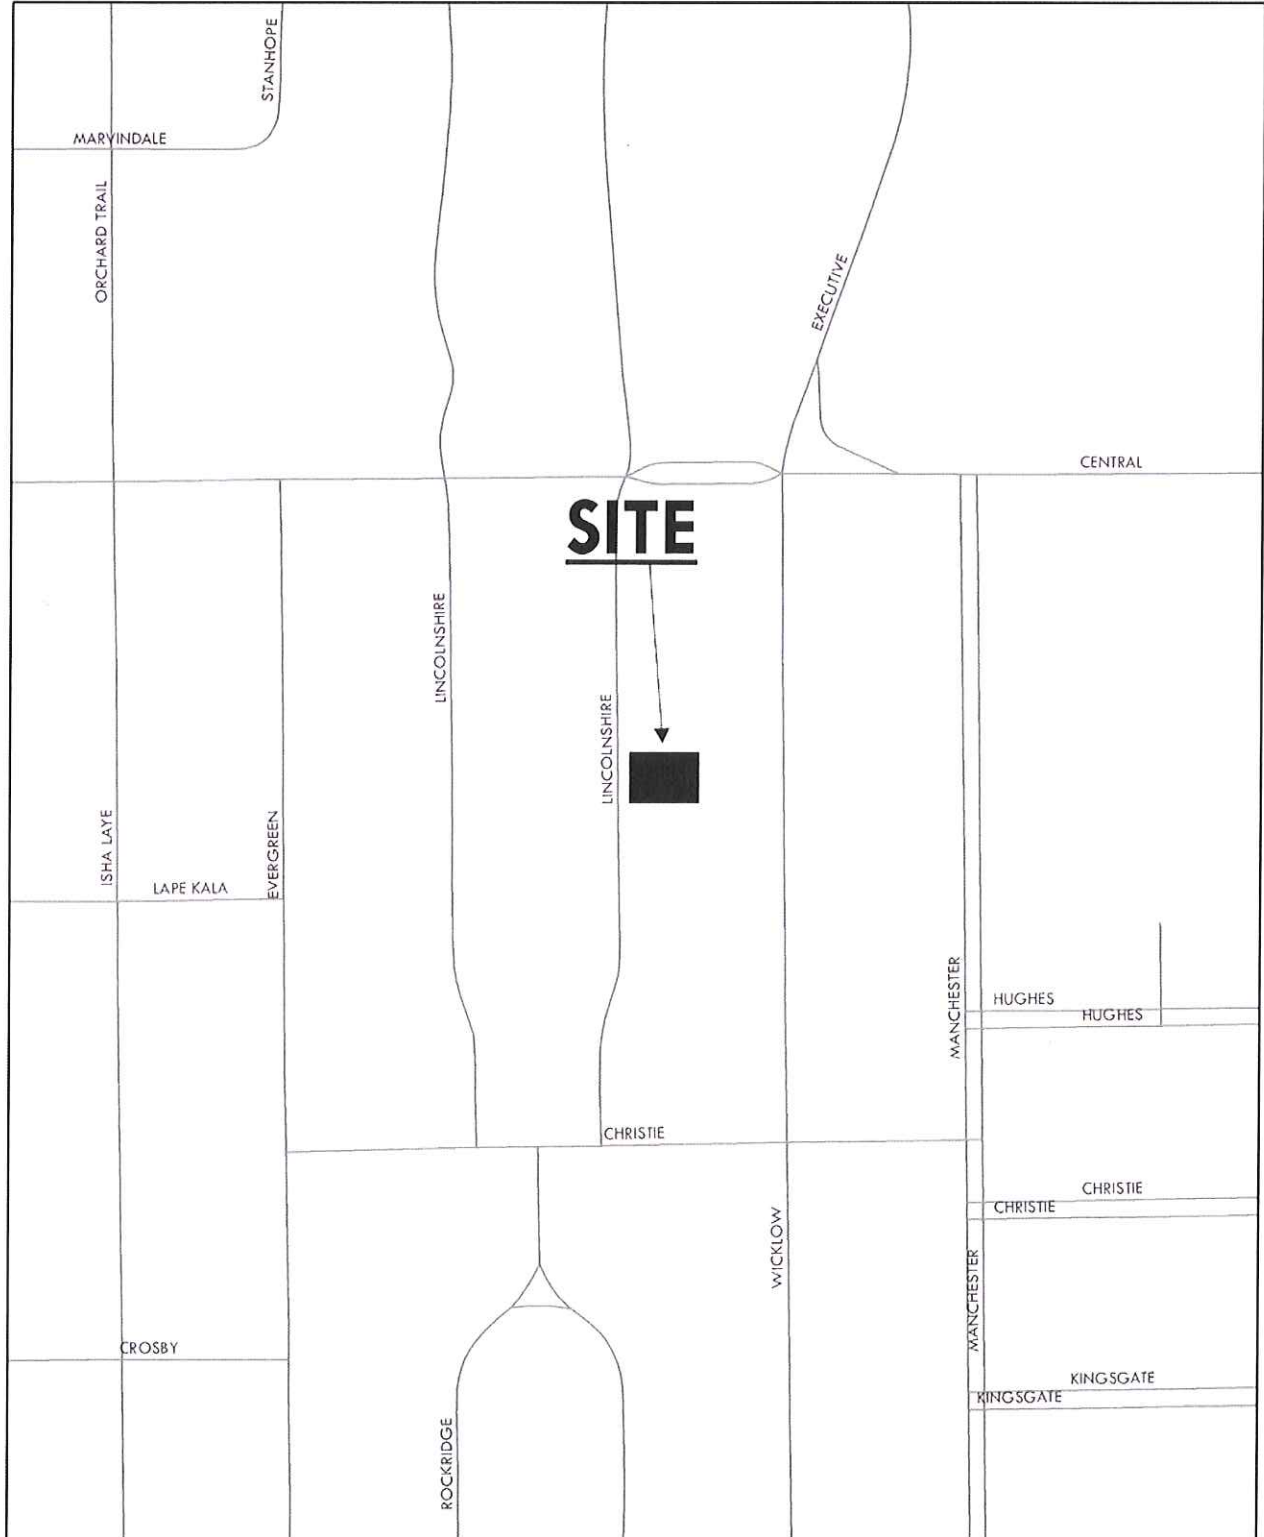 STANHOPE
MARVINDALE
ORCHARD TRAIL
EXECUTIVE
CENTRAL
SITE
LINCOLNSHIRE
LINCOLNSHIRE
ISHA LAYE
EVERGREEN
LAPE KALA
MANCHESTER
HUGHES
HUGHES
CHRISTIE
CHRISTIE
CHRISTIE
WICKLOW
MANCHESTER
CROSBY
KINGSGATE
KINGSGATE
ROCKRIDGE